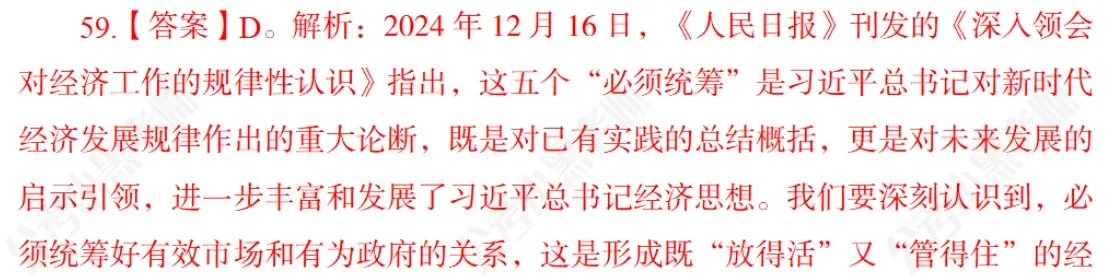 59.【答案】D。解析：2024 年 12 月 16 日，《人民日报》刊发的《深入领会
对经济工作的规律性认识》指出，这五个“必须统筹”是习近平总书记对新时代
经济发展规律作出的重大论断，既是对已有实践的总结概括，更是对未来发展的
启示引领，进一步丰富和发展了习近平总书记经济思想。我们要深刻认识到，必
须统筹好有效市场和有为政府的关系，这是形成既“放得活”又“管得住”的经